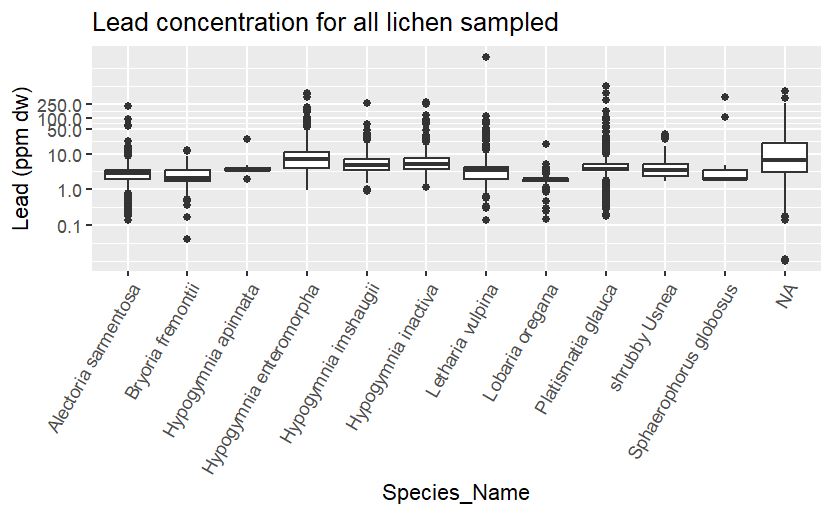 Lead concentration for all lichen sampled
Lead (ppm dw)
250.0
100.0
50.0
10.0
1.0
0.1
Alectoria sarmentosa
Bryoria fremontii
Hypogymnia apinnata
Hypogymnia enteromorpha
Hypogymnia imshaugii
Hypogymnia inactiva
Letharia vulpina
Lobaria oregana
Platismatia glauca
shrubby Usnea
Sphaerophorus globosus
NA
Species_Name